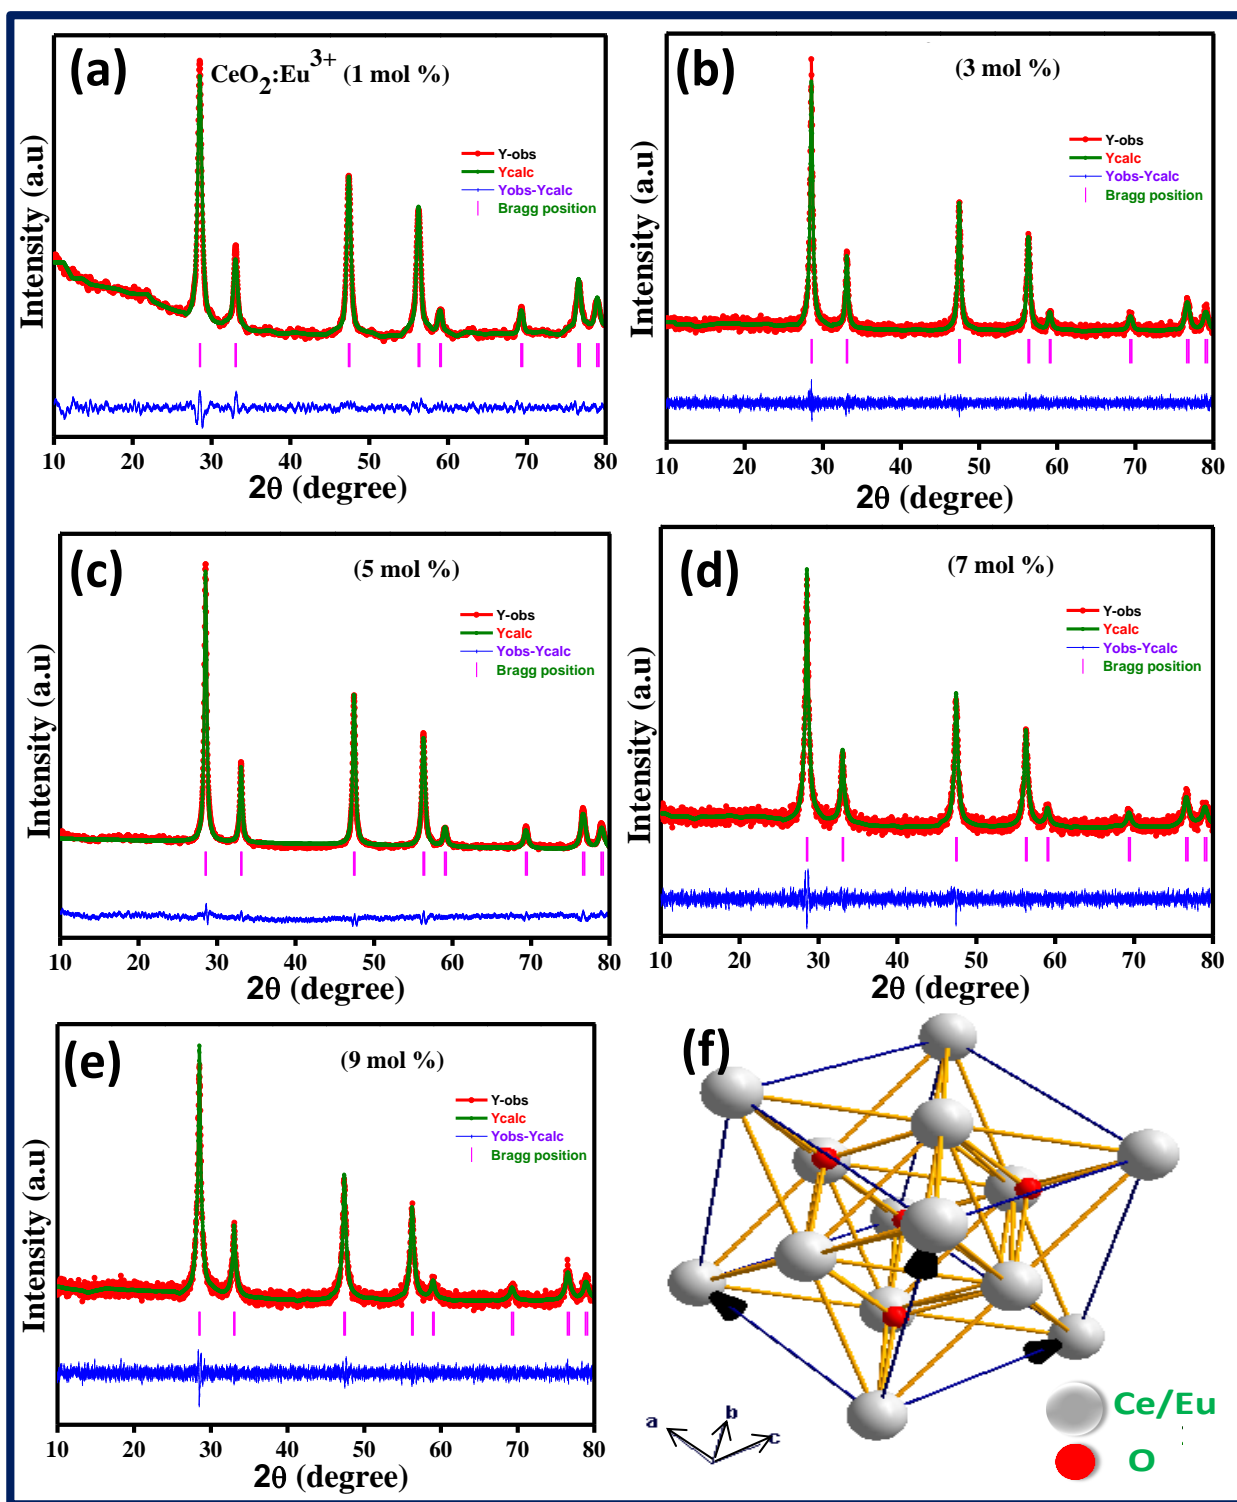 (a)
CeO2:Eu3+ (1 mol %)
Y-obs
Ycalc
Yobs-Ycalc
Bragg position
Intensity (a.u)
10 20 30 40 50 60 70 80
2θ (degree)
(b)
(3 mol %)
Y-obs
Ycalc
Yobs-Ycalc
Bragg position
Intensity (a.u)
10 20 30 40 50 60 70 80
2θ (degree)
(c)
(5 mol %)
Y-obs
Ycalc
Yobs-Ycalc
Bragg position
Intensity (a.u)
10 20 30 40 50 60 70 80
2θ (degree)
(d)
(7 mol %)
Y-obs
Ycalc
Yobs-Ycalc
Bragg position
Intensity (a.u)
10 20 30 40 50 60 70 80
2θ (degree)
(e)
(9 mol %)
Y-obs
Ycalc
Yobs-Ycalc
Bragg position
Intensity (a.u)
10 20 30 40 50 60 70 80
2θ (degree)
(f)
a
b
c
Ce/Eu
O